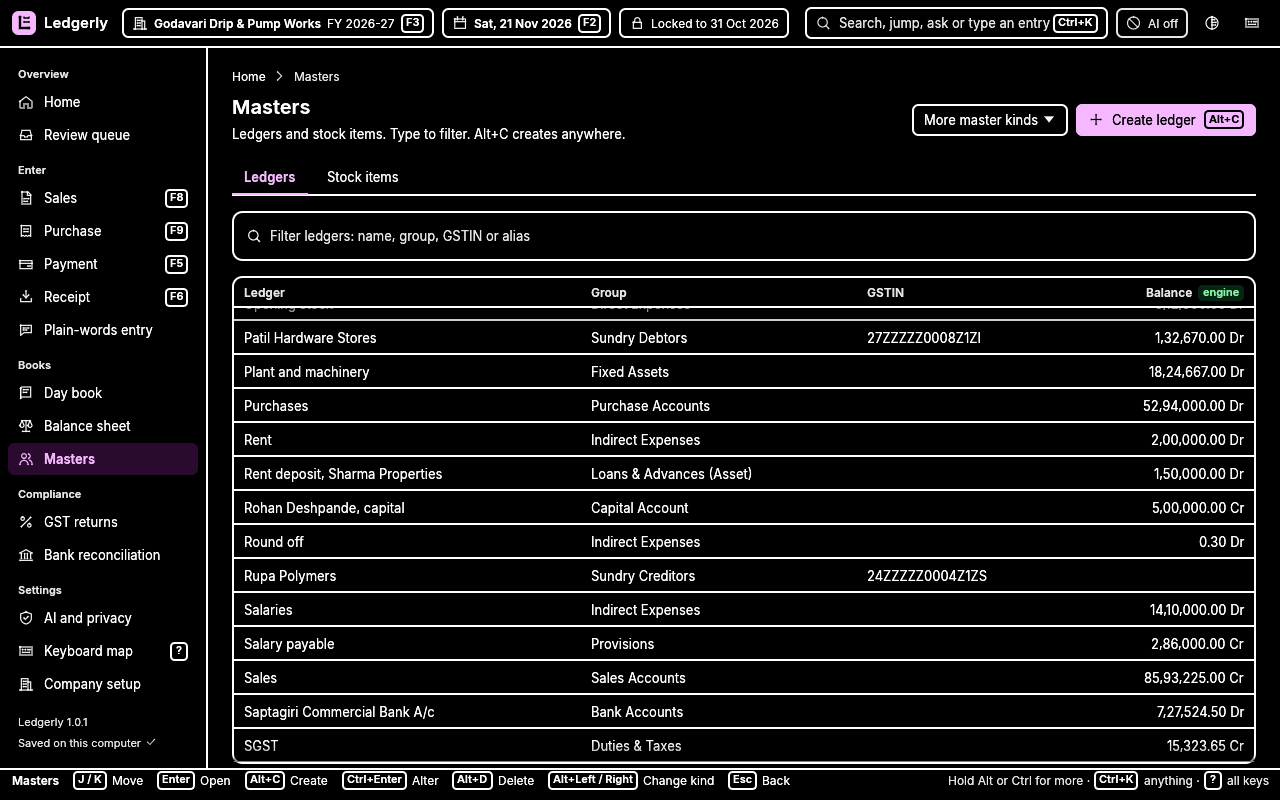 Ledgerly
Godavari Drip & Pump Works FY 2026-27 F3
Sat, 21 Nov 2026 F2
Locked to 31 Oct 2026
Search, jump, ask or type an entry Ctrl+K
AI off
Overview
Home
Review queue
Enter
Sales F8
Purchase F9
Payment F5
Receipt F6
Plain-words entry
Books
Day book
Balance sheet
Masters
Compliance
GST returns
Bank reconciliation
Settings
AI and privacy
Keyboard map ?
Company setup
Ledgerly 1.0.1
Saved on this computer
Home Masters
Masters
Ledgers and stock items. Type to filter. Alt+C creates anywhere.
More master kinds
Create ledger Alt+C
Ledgers Stock items
Filter ledgers: name, group, GSTIN or alias
Ledger Group GSTIN Balance engine
Opening stock Direct Expenses
Patil Hardware Stores Sundry Debtors 27ZZZZZ0008Z1ZI 1,32,670.00 Dr
Plant and machinery Fixed Assets 18,24,667.00 Dr
Purchases Purchase Accounts 52,94,000.00 Dr
Rent Indirect Expenses 2,00,000.00 Dr
Rent deposit, Sharma Properties Loans & Advances (Asset) 1,50,000.00 Dr
Rohan Deshpande, capital Capital Account 5,00,000.00 Cr
Round off Indirect Expenses 0.30 Dr
Rupa Polymers Sundry Creditors 24ZZZZZ0004Z1ZS
Salaries Indirect Expenses 14,10,000.00 Dr
Salary payable Provisions 2,86,000.00 Cr
Sales Sales Accounts 85,93,225.00 Cr
Saptagiri Commercial Bank A/c Bank Accounts 7,27,524.50 Dr
SGST Duties & Taxes 15,323.65 Cr
Masters J / K Move Enter Open Alt+C Create Ctrl+Enter Alter Alt+D Delete Alt+Left / Right Change kind Esc Back
Hold Alt or Ctrl for more · Ctrl+K anything · ? all keys